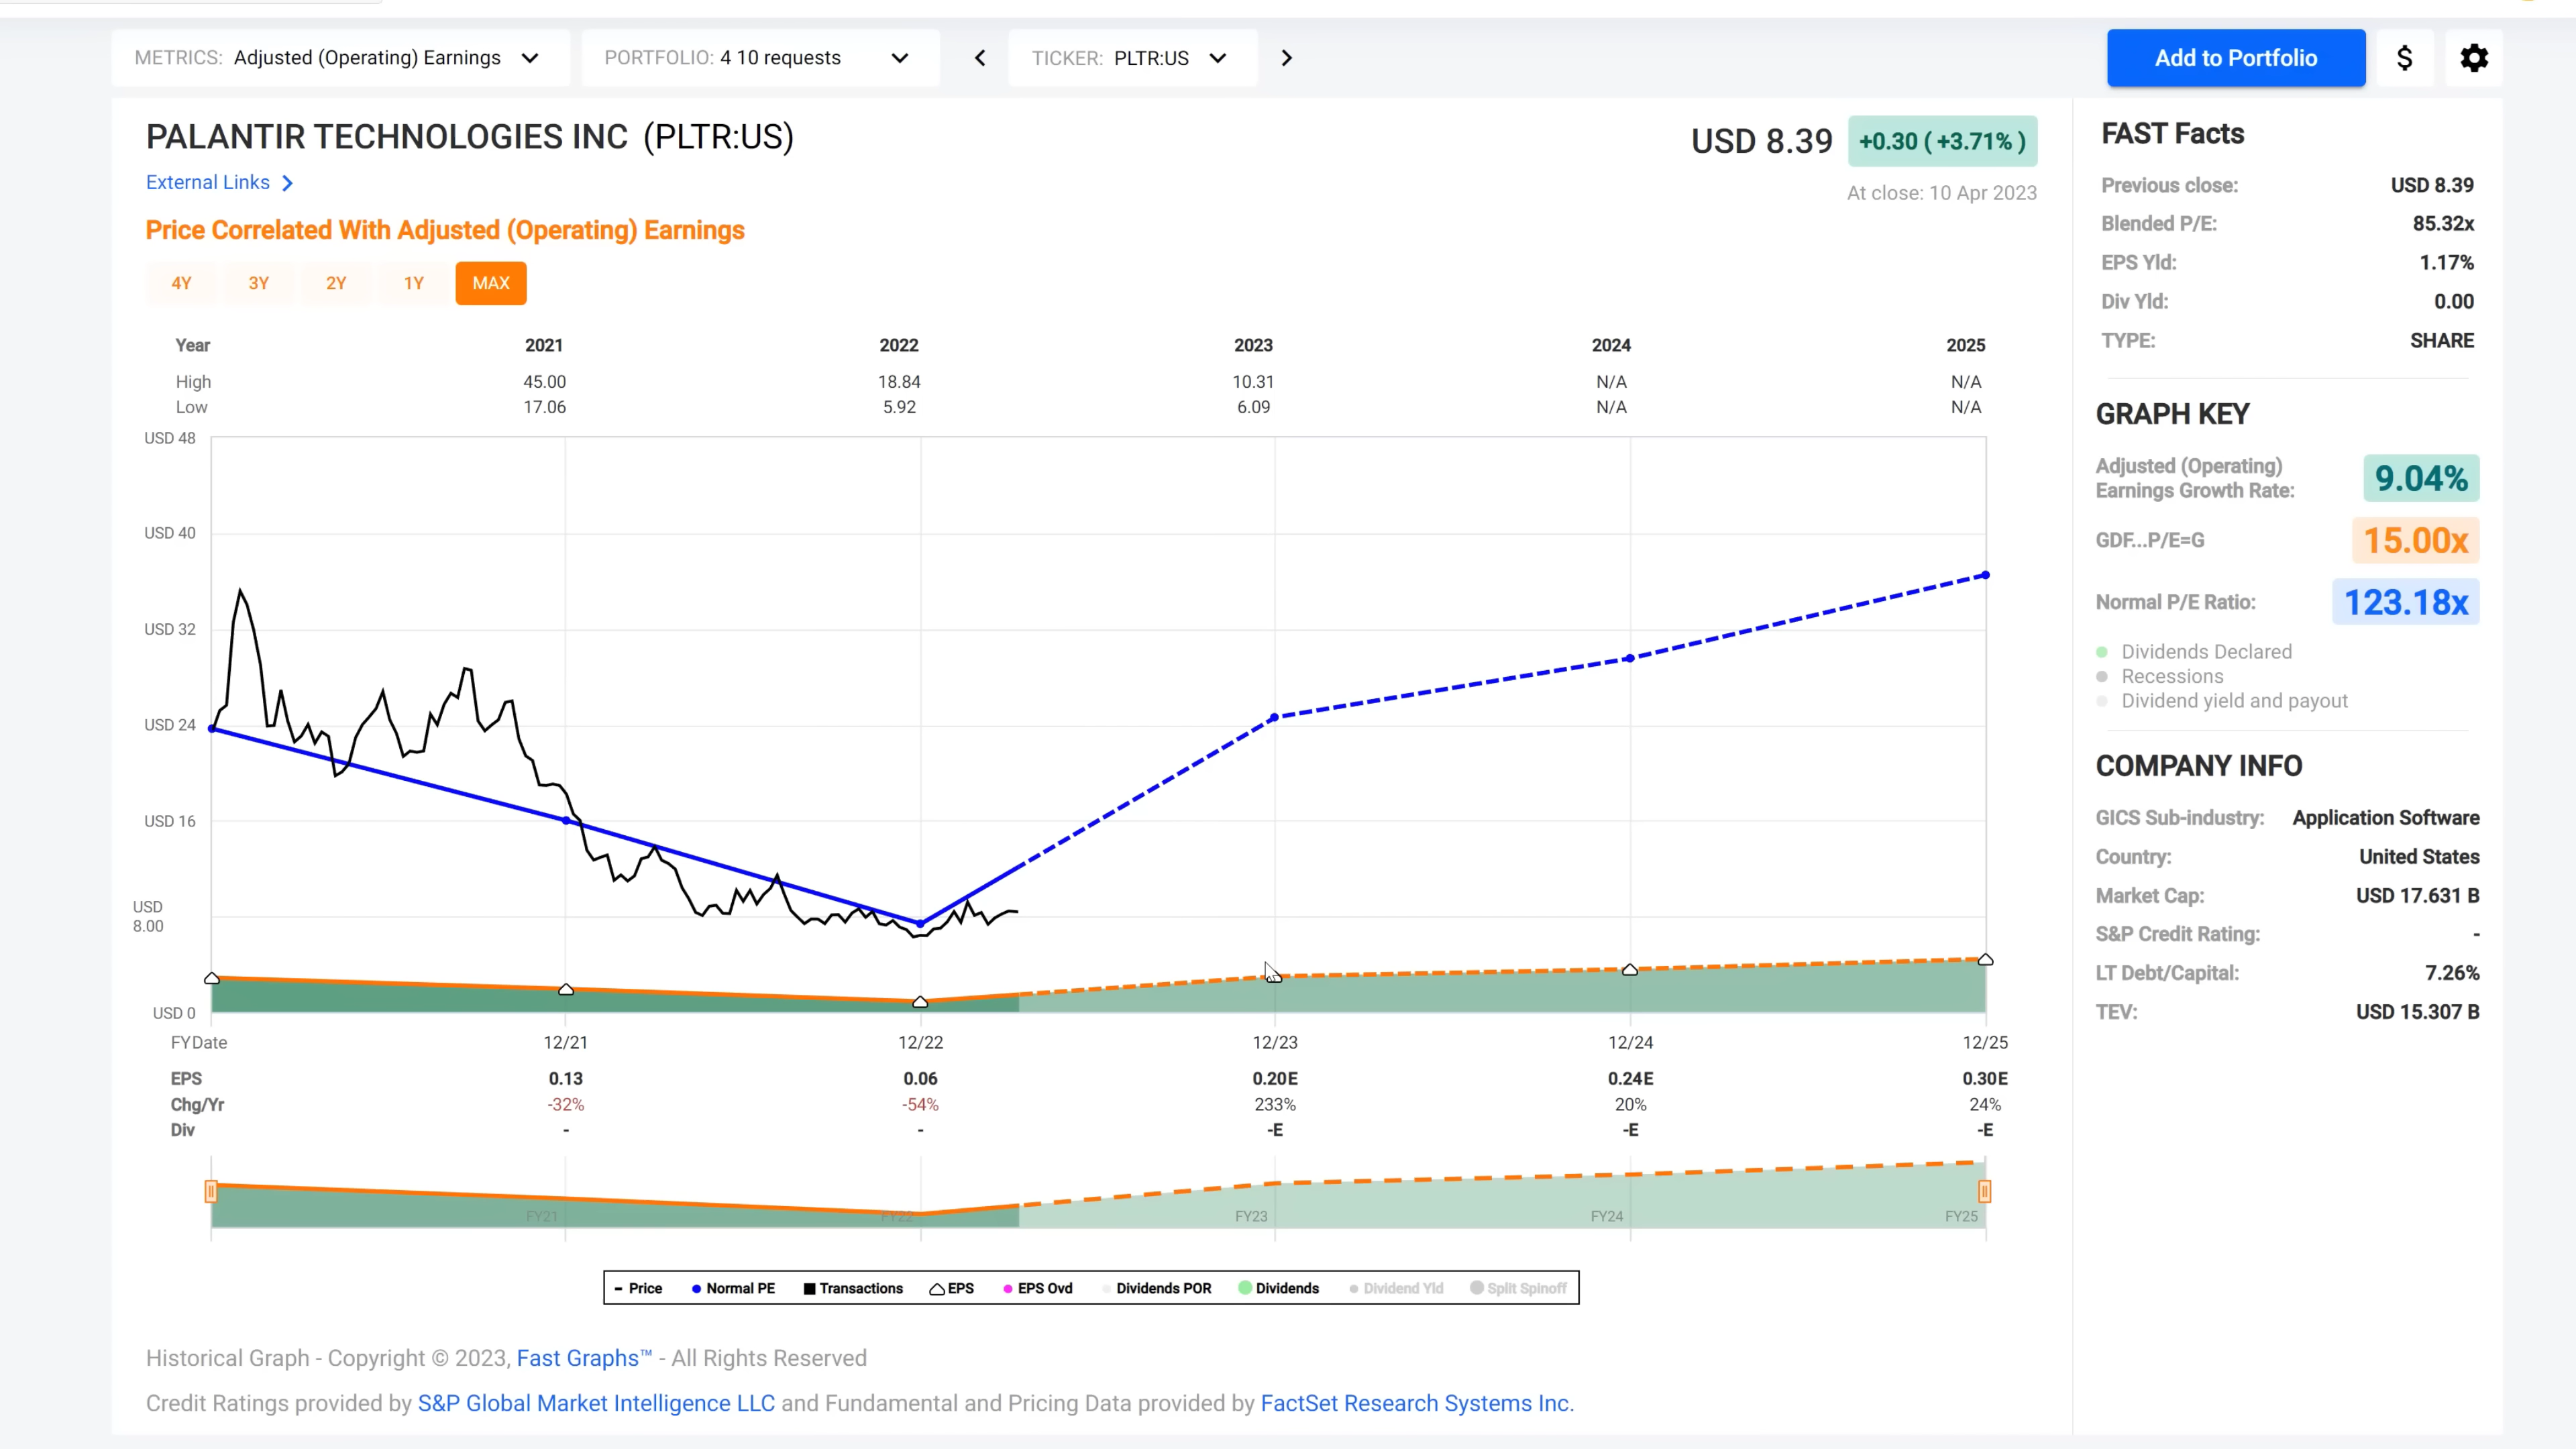 METRICS: Adjusted (Operating) Earnings PORTFOLIO: 4 10 requests TICKER: PLTR:US Add to Portfolio $
PALANTIR TECHNOLOGIES INC (PLTR:US)
USD 8.39 +0.30 ( +3.71% )
External Links
At close: 10 Apr 2023
Price Correlated With Adjusted (Operating) Earnings
4Y 3Y 2Y 1Y MAX
Year 2021 2022 2023 2024 2025
High 45.00 18.84 10.31 N/A N/A
Low 17.06 5.92 6.09 N/A N/A
USD 48
USD 40
USD 32
USD 24
USD 16
USD
8.00
USD 0
FYDate 12/21 12/22 12/23 12/24 12/25
EPS 0.13 0.06 0.20E 0.24E 0.30E
Chg/Yr -32% -54% 233% 20% 24%
Div - - -E -E -E
FY21 FY22 FY23 FY24 FY25
Price Normal PE Transactions EPS EPS Ovd Dividends POR Dividends Dividend Yld Split Spinoff
Historical Graph - Copyright © 2023, Fast Graphs™ - All Rights Reserved
Credit Ratings provided by S&P Global Market Intelligence LLC and Fundamental and Pricing Data provided by FactSet Research Systems Inc.
FAST Facts
Previous close: USD 8.39
Blended P/E: 85.32x
EPS Yld: 1.17%
Div Yld: 0.00
TYPE: SHARE
GRAPH KEY
Adjusted (Operating)
Earnings Growth Rate: 9.04%
GDF...P/E=G 15.00x
Normal P/E Ratio: 123.18x
Dividends Declared
Recessions
Dividend yield and payout
COMPANY INFO
GICS Sub-industry: Application Software
Country: United States
Market Cap: USD 17.631 B
S&P Credit Rating: -
LT Debt/Capital: 7.26%
TEV: USD 15.307 B